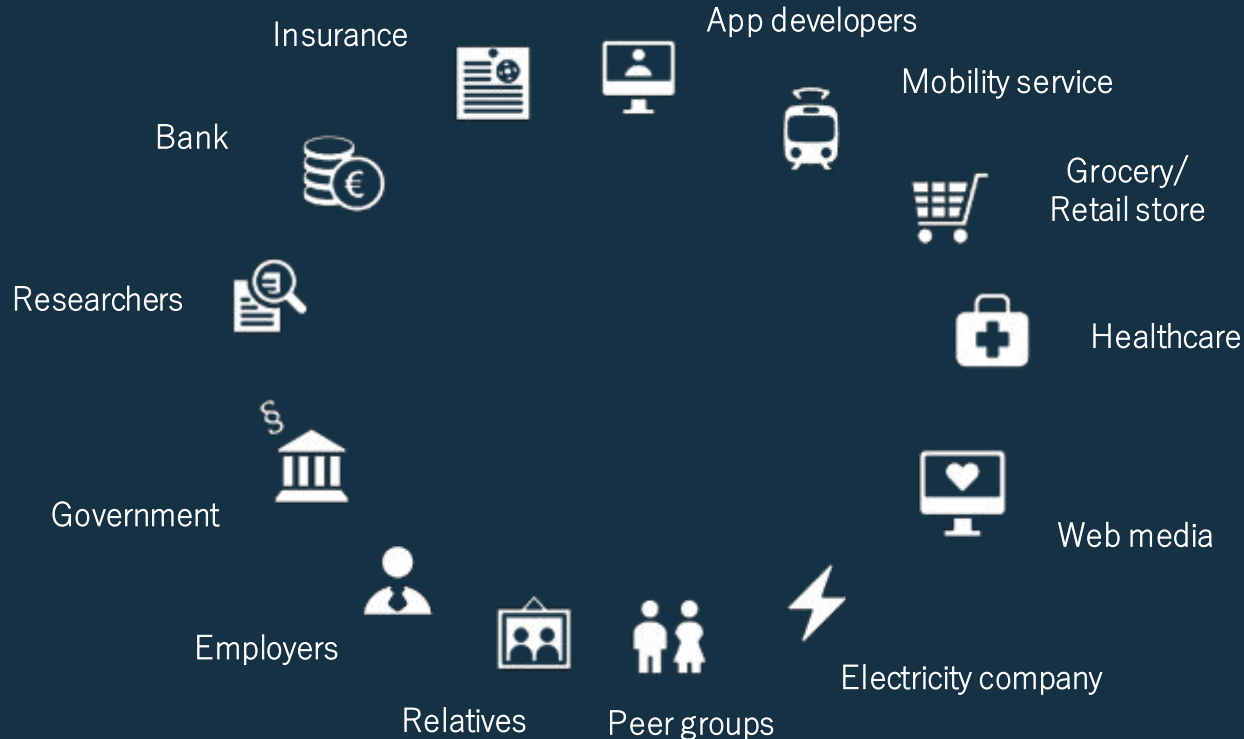 App developers
Insurance
Mobility service
Bank
Grocery/
Retail store
€
Researchers
Healthcare
§
Government
Web media
Employers
Electricity company
Relatives
Peer groups